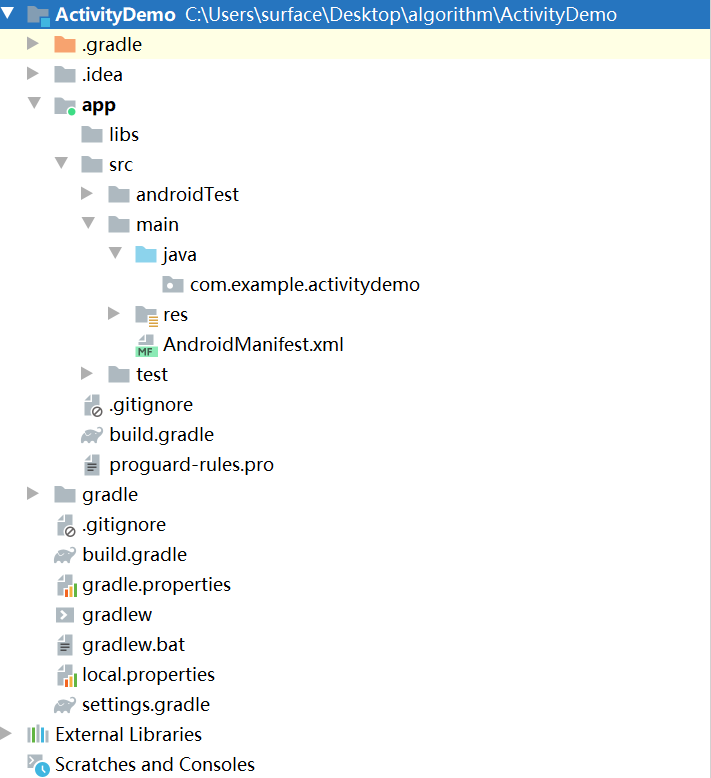 ActivityDemo C:\Users\surface\Desktop\algorithm\ActivityDemo
.gradle
.idea
app
libs
src
androidTest
main
java
com.example.activitydemo
res
MF AndroidManifest.xml
test
.gitignore
build.gradle
proguard-rules.pro
gradle
.gitignore
build.gradle
gradle.properties
gradlew
gradlew.bat
local.properties
settings.gradle
External Libraries
Scratches and Consoles